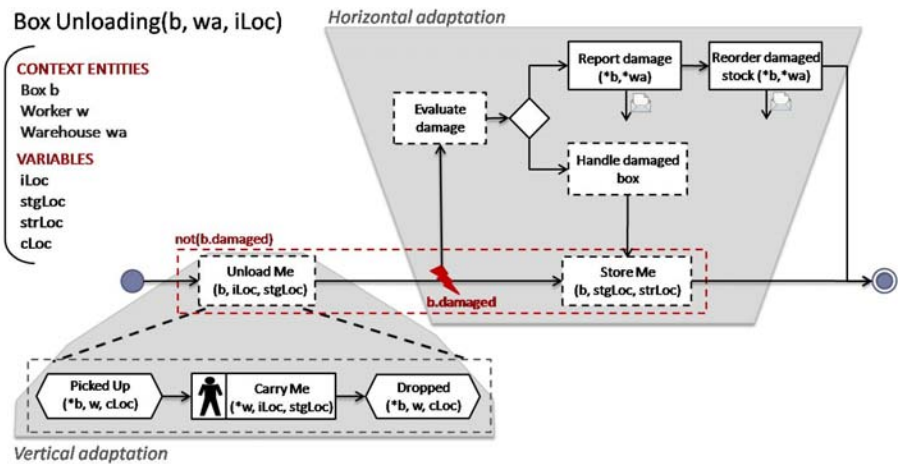 Box Unloading(b, wa, iLoc)
CONTEXT ENTITIES
Box b
Worker w
Warehouse wa
VARIABLES
iLoc
stgLoc
strLoc
cLoc
Horizontal adaptation
Evaluate
damage
Report damage
(*b,*wa)
Reorder damaged
stock (*b,*wa)
Handle damaged
box
not(b.damaged)
Unload Me
(b, iLoc, stgLoc)
b.damaged
Store Me
(b, stgLoc, strLoc)
Picked Up
(*b, w, cLoc)
Carry Me
(*w, iLoc, stgLoc)
Dropped
(*b, w, cLoc)
Vertical adaptation